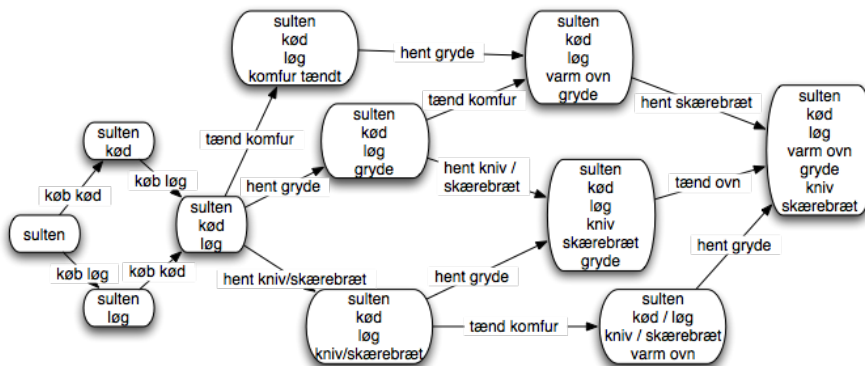 sulten
kød
løg
komfur tændt
hent gryde
sulten
kød
løg
varm ovn
gryde
tænd komfur
hent skærebræt
sulten
kød
løg
varm ovn
gryde
kniv
skærebræt
sulten
kød
tænd komfur
sulten
kød
løg
gryde
køb løg
hent gryde
hent kniv /
skærebræt
sulten
kød
løg
kniv
skærebræt
gryde
tænd ovn
køb kød
sulten
sulten
kød
løg
hent gryde
køb løg
køb kød
hent kniv/skærebræt
hent gryde
sulten
løg
sulten
kød
løg
kniv/skærebræt
tænd komfur
sulten
kød / løg
kniv / skærebræt
varm ovn